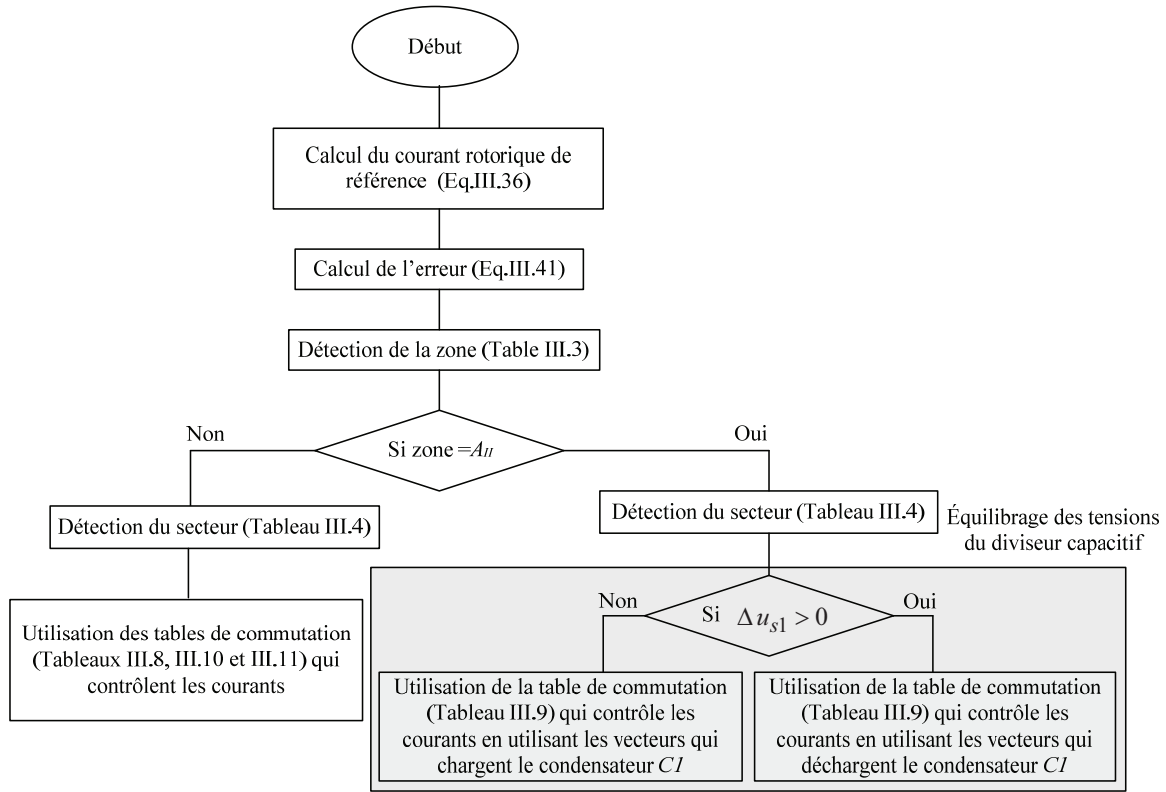 Début
Calcul du courant rotorique de
référence (Eq.III.36)
Calcul de l’erreur (Eq.III.41)
Détection de la zone (Table III.3)
Si zone =AII
Non
Oui
Détection du secteur (Tableau III.4)
Utilisation des tables de commutation
(Tableaux III.8, III.10 et III.11) qui
contrôlent les courants
Détection du secteur (Tableau III.4)
Équilibrage des tensions
du diviseur capacitif
Si Δus1 > 0
Non
Oui
Utilisation de la table de commutation
(Tableau III.9) qui contrôle les
courants en utilisant les vecteurs qui
chargent le condensateur C1
Utilisation de la table de commutation
(Tableau III.9) qui contrôle les
courants en utilisant les vecteurs qui
déchargent le condensateur C1